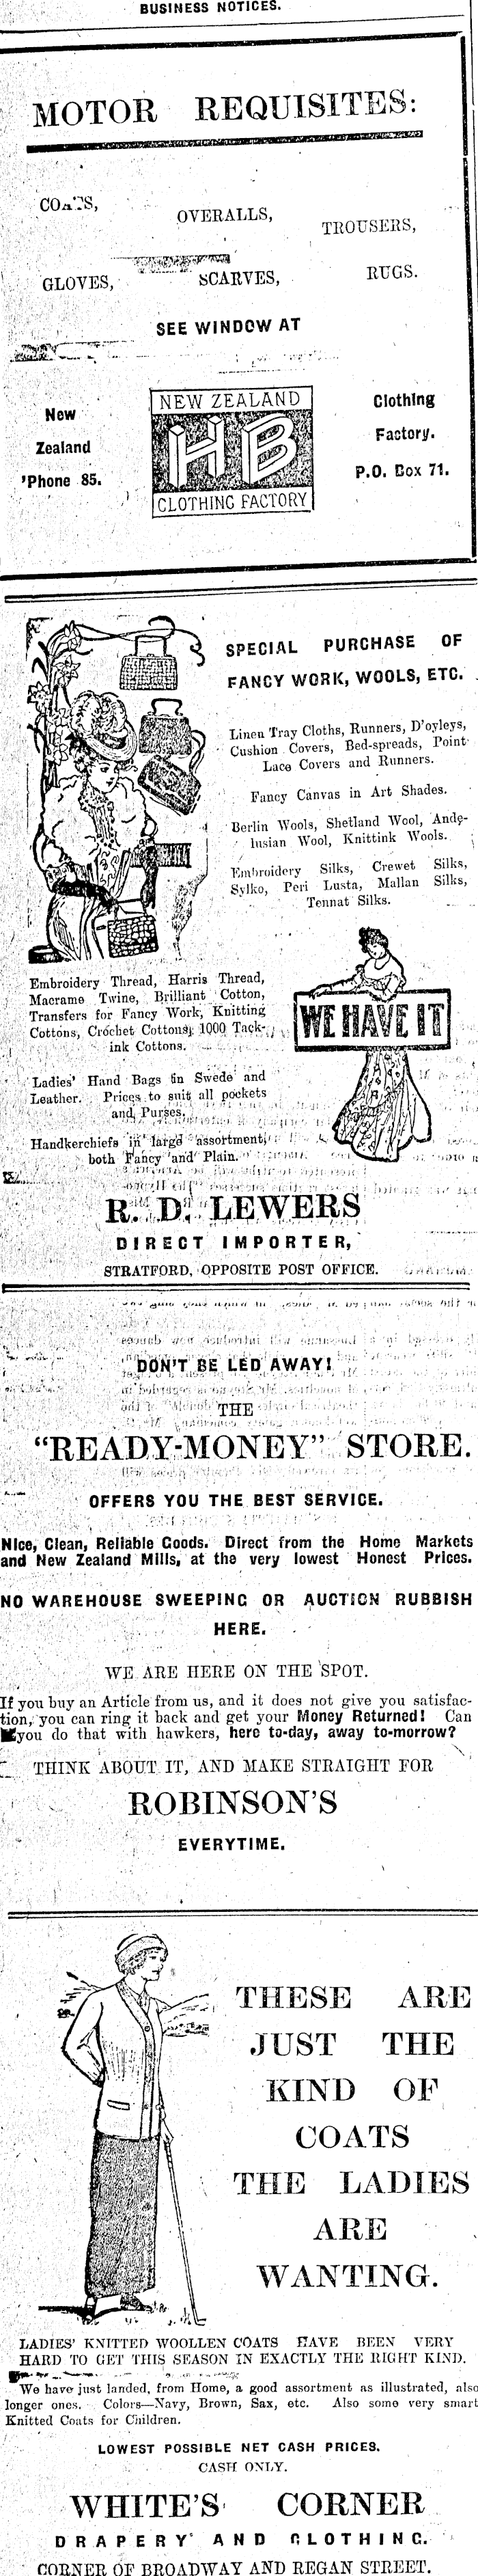 BUSINESS NOTICES.
MOTOR REQUISITES:
COATS,
OVERALLS,
TROUSERS,
GLOVES,
SCARVES,
RUGS.
SEE WINDOW AT
New
Zealand
'Phone 85.
NEW ZEALAND
HB
CLOTHING FACTORY
Clothing
Factory.
P.O. Box 71.
SPECIAL PURCHASE OF
FANCY WORK, WOOLS, ETC.
Linen Tray Cloths, Runners, D'oyleys,
Cushion Covers, Bed-spreads, Point
Lace Covers and Runners.
Fancy Canvas in Art Shades.
Berlin Wools, Shetland Wool, Ande-
lusian Wool, Knittink Wools.
Embroidery Silks, Crewet Silks,
Sylko, Peri Lusta, Mallan Silks,
Tennat Silks.
Embroidery Thread, Harris Thread,
Macrame Twine, Brilliant Cotton,
Transfers for Fancy Work, Knitting
Cottons, Crochet Cottons, 1000 Tack-
ink Cottons.
WE HAVE IT
Ladies' Hand Bags in Swede and
Leather. Prices to suit all pockets
and Purses.
Handkerchiefs in large assortment,
both Fancy and Plain.
R. D. LEWERS
DIRECT IMPORTER,
STRATFORD, OPPOSITE POST OFFICE.
DON'T BE LED AWAY!
THE
"READY-MONEY" STORE.
OFFERS YOU THE BEST SERVICE.
Nice, Clean, Reliable Goods. Direct from the Home Markets
and New Zealand Mills, at the very lowest Honest Prices.
NO WAREHOUSE SWEEPING OR AUCTION RUBBISH
HERE.
WE ARE HERE ON THE SPOT.
If you buy an Article from us, and it does not give you satisfac-
tion, you can ring it back and get your Money Returned! Can
you do that with hawkers, here to-day, away to-morrow?
THINK ABOUT IT, AND MAKE STRAIGHT FOR
ROBINSON'S
EVERYTIME.
THESE ARE
JUST THE
KIND OF
COATS
THE LADIES
ARE
WANTING.
LADIES' KNITTED WOOLLEN COATS HAVE BEEN VERY
HARD TO GET THIS SEASON IN EXACTLY THE RIGHT KIND.
We have just landed, from Home, a good assortment as illustrated, also
longer ones. Colors—Navy, Brown, Sax, etc. Also some very smart
Knitted Coats for Children.
LOWEST POSSIBLE NET CASH PRICES.
CASH ONLY.
WHITE'S CORNER
DRAPERY AND CLOTHING.
CORNER OF BROADWAY AND REGAN STREET.